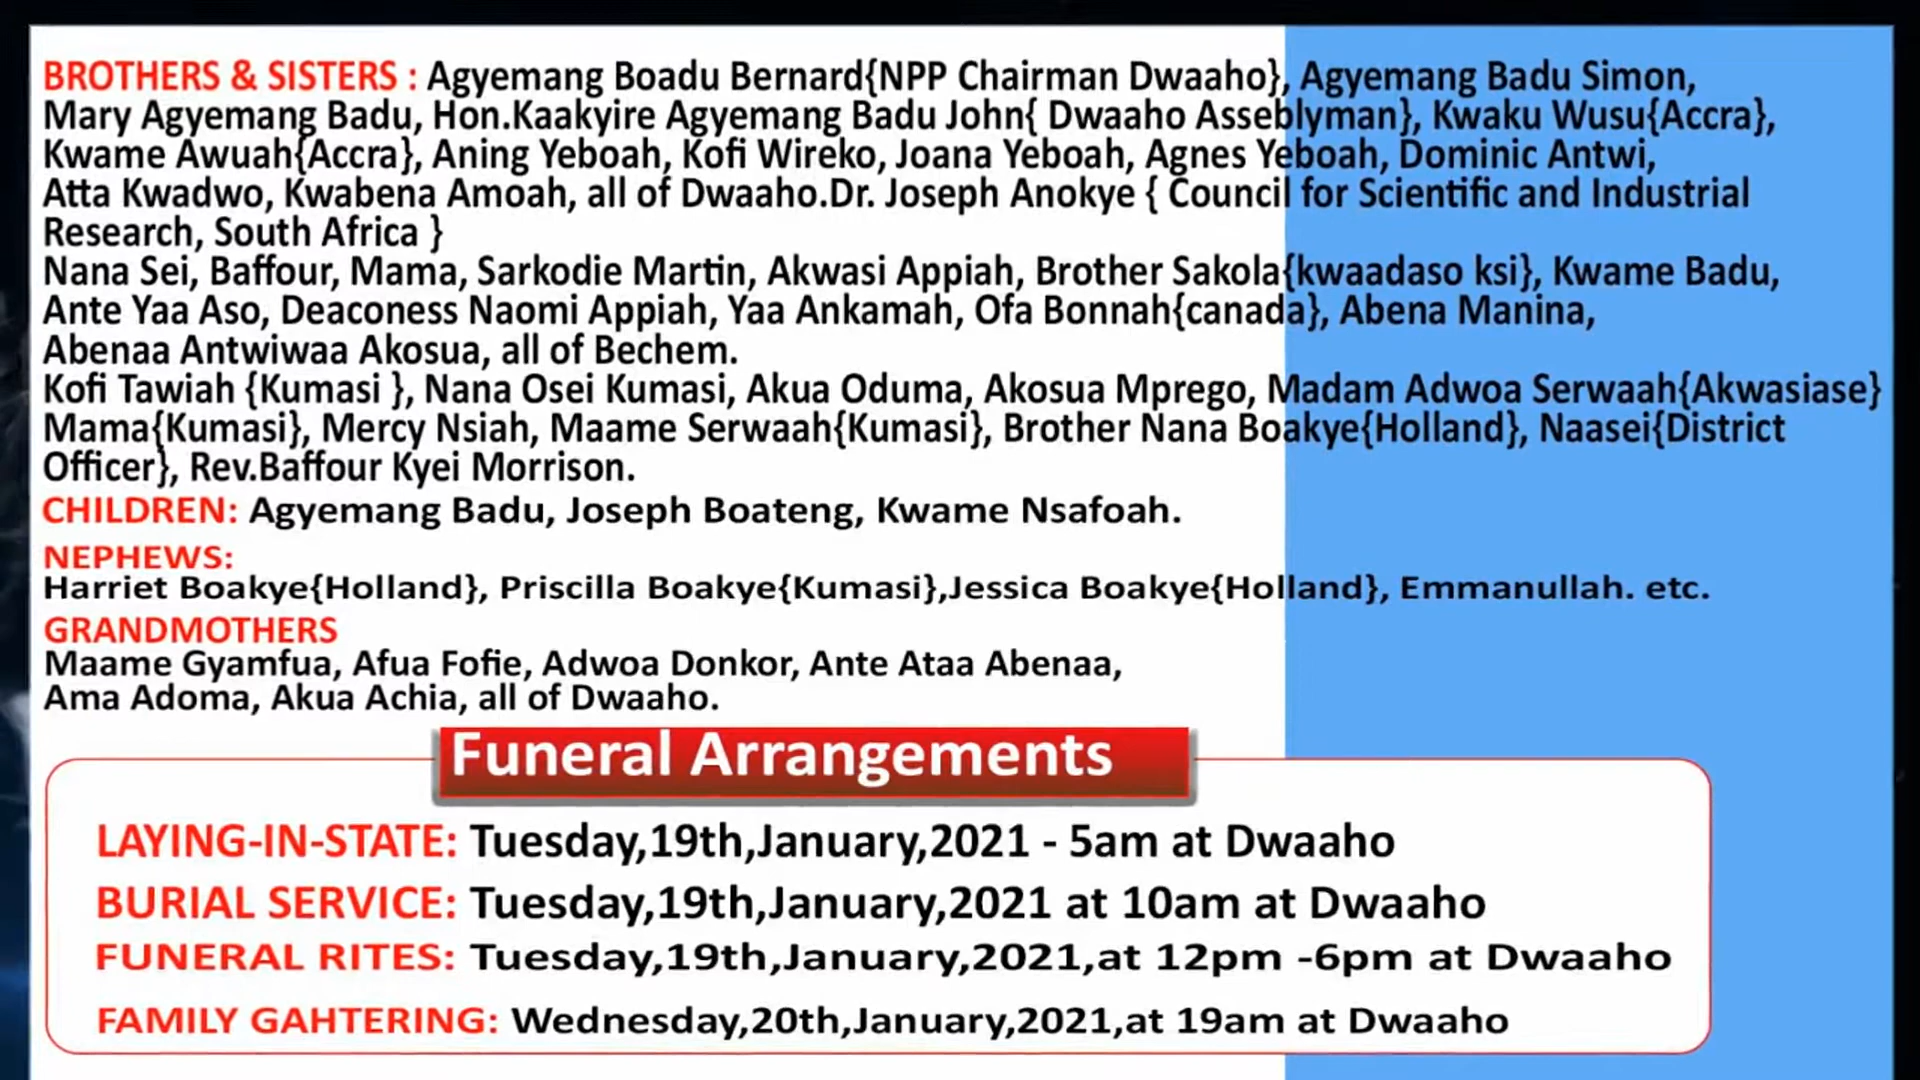 BROTHERS & SISTERS : Agyemang Boadu Bernard{NPP Chairman Dwaaho}, Agyemang Badu Simon,
Mary Agyemang Badu, Hon.Kaakyire Agyemang Badu John{ Dwaaho Asseblyman}, Kwaku Wusu{Accra},
Kwame Awuah{Accra}, Aning Yeboah, Kofi Wireko, Joana Yeboah, Agnes Yeboah, Dominic Antwi,
Atta Kwadwo, Kwabena Amoah, all of Dwaaho.Dr. Joseph Anokye { Council for Scientific and Industrial
Research, South Africa }
Nana Sei, Baffour, Mama, Sarkodie Martin, Akwasi Appiah, Brother Sakola{kwaadaso ksi}, Kwame Badu,
Ante Yaa Aso, Deaconess Naomi Appiah, Yaa Ankamah, Ofa Bonnah{canada}, Abena Manina,
Abenaa Antwiwaa Akosua, all of Bechem.
Kofi Tawiah {Kumasi }, Nana Osei Kumasi, Akua Oduma, Akosua Mprego, Madam Adwoa Serwaah{Akwasiase}
Mama{Kumasi}, Mercy Nsiah, Maame Serwaah{Kumasi}, Brother Nana Boakye{Holland}, Naasei{District
Officer}, Rev.Baffour Kyei Morrison.
CHILDREN: Agyemang Badu, Joseph Boateng, Kwame Nsafoah.
NEPHEWS:
Harriet Boakye{Holland}, Priscilla Boakye{Kumasi},Jessica Boakye{Holland}, Emmanullah. etc.
GRANDMOTHERS
Maame Gyamfua, Afua Fofie, Adwoa Donkor, Ante Ataa Abenaa,
Ama Adoma, Akua Achia, all of Dwaaho.
Funeral Arrangements
LAYING-IN-STATE: Tuesday,19th,January,2021 - 5am at Dwaaho
BURIAL SERVICE: Tuesday,19th,January,2021 at 10am at Dwaaho
FUNERAL RITES: Tuesday,19th,January,2021,at 12pm -6pm at Dwaaho
FAMILY GAHTERING: Wednesday,20th,January,2021,at 19am at Dwaaho